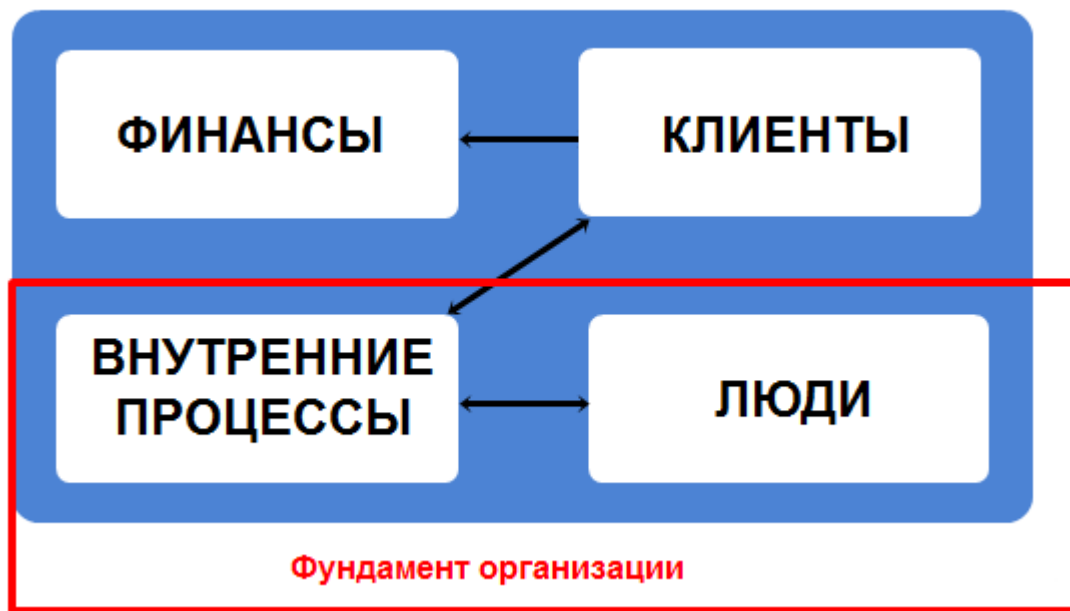 ФИНАНСЫ
КЛИЕНТЫ
ВНУТРЕННИЕ
ПРОЦЕССЫ
ЛЮДИ
Фундамент организации